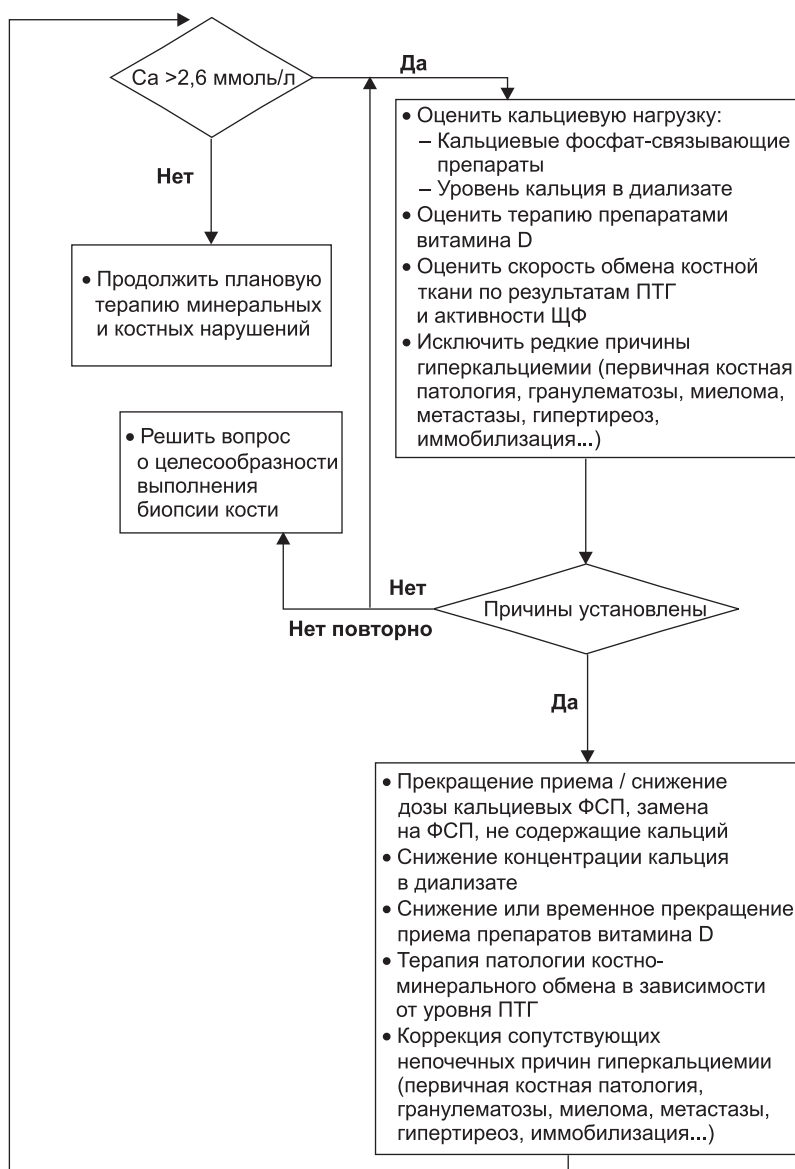 Ca >2,6 ммоль/л
Да
• Оценить кальциевую нагрузку:
– Кальциевые фосфат-связывающие
препараты
– Уровень кальция в диализате
• Оценить терапию препаратами
витамина D
• Оценить скорость обмена костной
ткани по результатам ПТГ
и активности ЩФ
• Исключить редкие причины
гиперкальциемии (первичная костная
патология, гранулематозы, миелома,
метастазы, гипертиреоз,
иммобилизация...)
Нет
• Продолжить плановую
терапию минеральных
и костных нарушений
• Решить вопрос
о целесообразности
выполнения
биопсии кости
Нет
Нет повторно
Причины установлены
Да
• Прекращение приема / снижение
дозы кальциевых ФСП, замена
на ФСП, не содержащие кальций
• Снижение концентрации кальция
в диализате
• Снижение или временное прекращение
приема препаратов витамина D
• Терапия патологии костно-
минерального обмена в зависимости
от уровня ПТГ
• Коррекция сопутствующих
непочечных причин гиперкальциемии
(первичная костная патология,
гранулематозы, миелома, метастазы,
гипертиреоз, иммобилизация...)